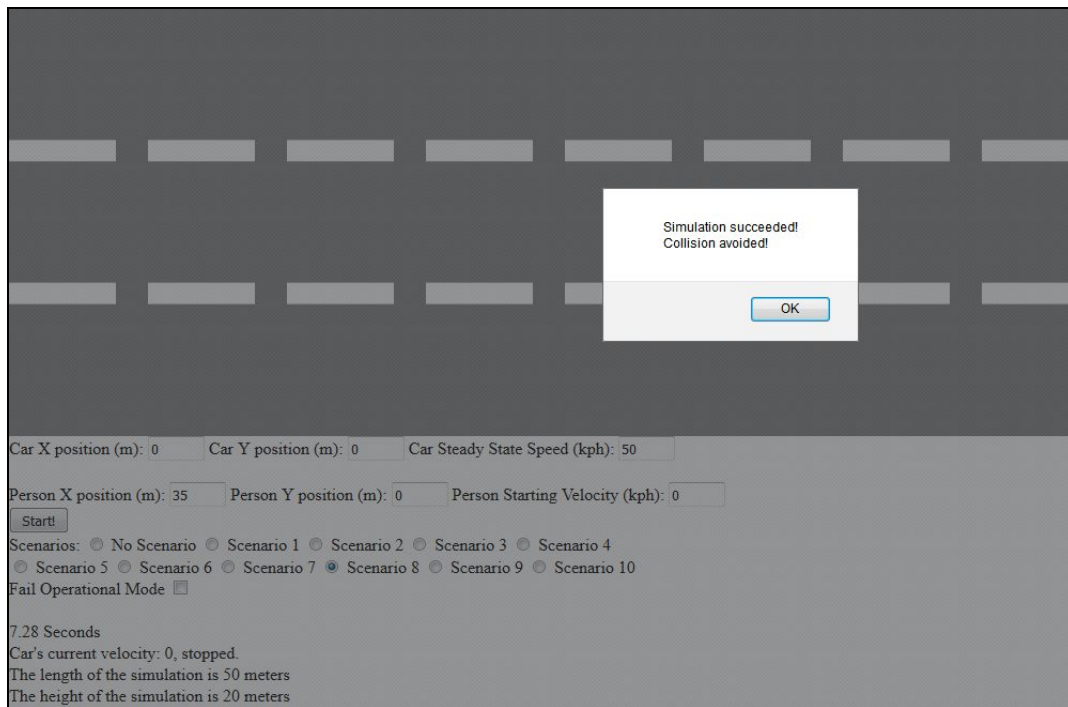 Simulation succeeded!
Collision avoided!
OK
Car X position (m): 0 Car Y position (m): 0 Car Steady State Speed (kph): 50
Person X position (m): 35 Person Y position (m): 0 Person Starting Velocity (kph): 0
Start!
Scenarios: No Scenario Scenario 1 Scenario 2 Scenario 3 Scenario 4
Scenario 5 Scenario 6 Scenario 7 Scenario 8 Scenario 9 Scenario 10
Fail Operational Mode
7.28 Seconds
Car's current velocity: 0, stopped.
The length of the simulation is 50 meters
The height of the simulation is 20 meters